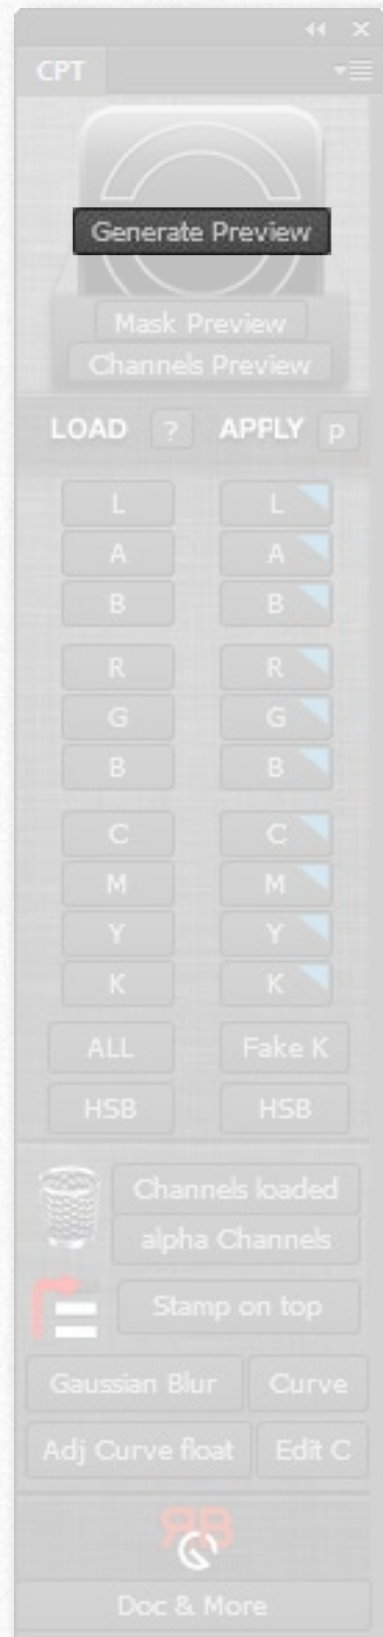 CPT
Generate Preview
Mask Preview
Channels Preview
LOAD ? APPLY p
L L
A A
B B
R R
G G
B B
C C
M M
Y Y
K K
ALL Fake K
HSB HSB
Channels loaded
alpha Channels
Stamp on top
Gaussian Blur Curve
Adj Curve float Edit C
RB
Doc & More